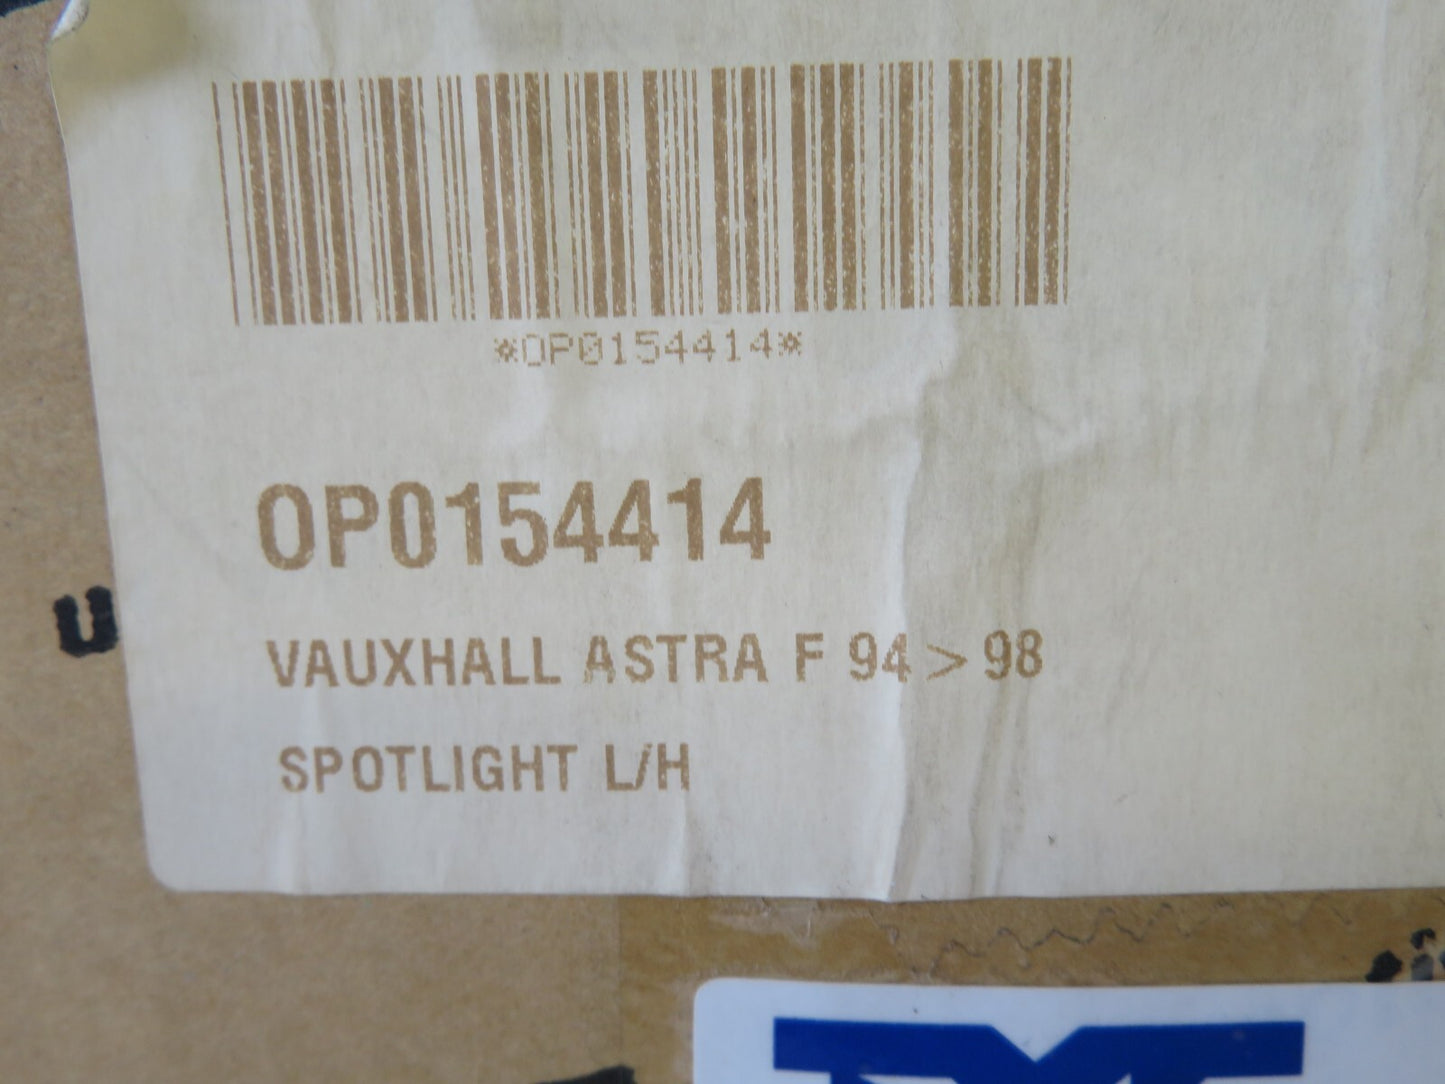 *OP0154414*
OP0154414
VAUXHALL ASTRA F 94 > 98
SPOTLIGHT L/H
u